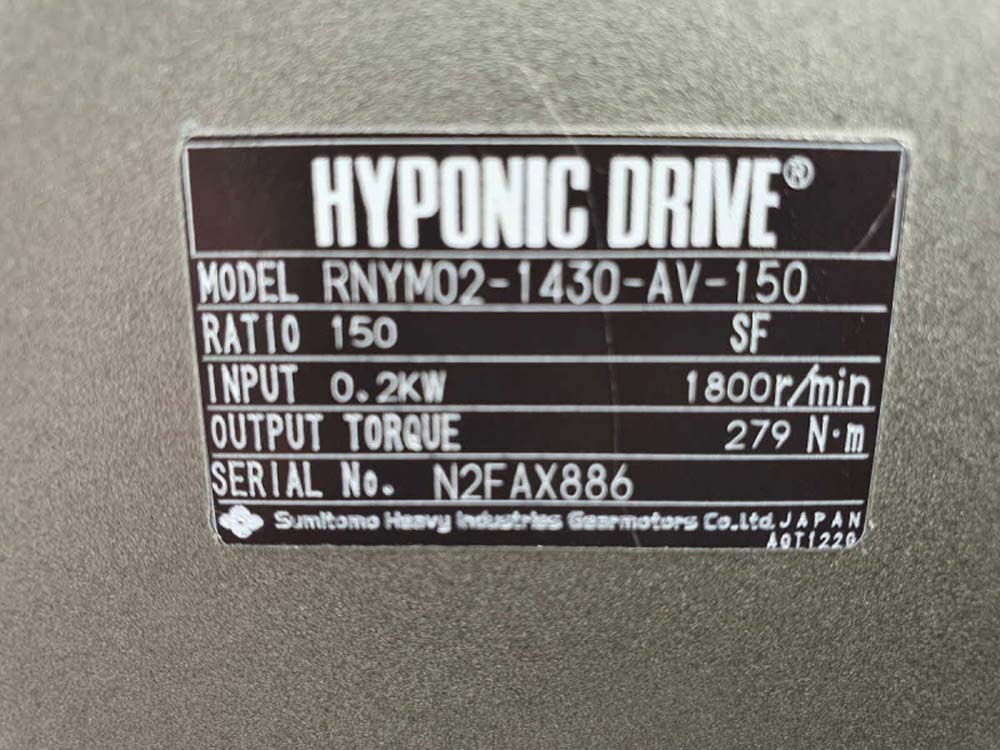 HYPONIC DRIVE®
MODEL RNYM02-1430-AV-150
RATIO 150 SF
INPUT 0.2KW 1800r/min
OUTPUT TORQUE 279 N·m
SERIAL No. N2FAX886
Sumitomo Heavy Industries Gearmotors Co.Ltd. JAPAN